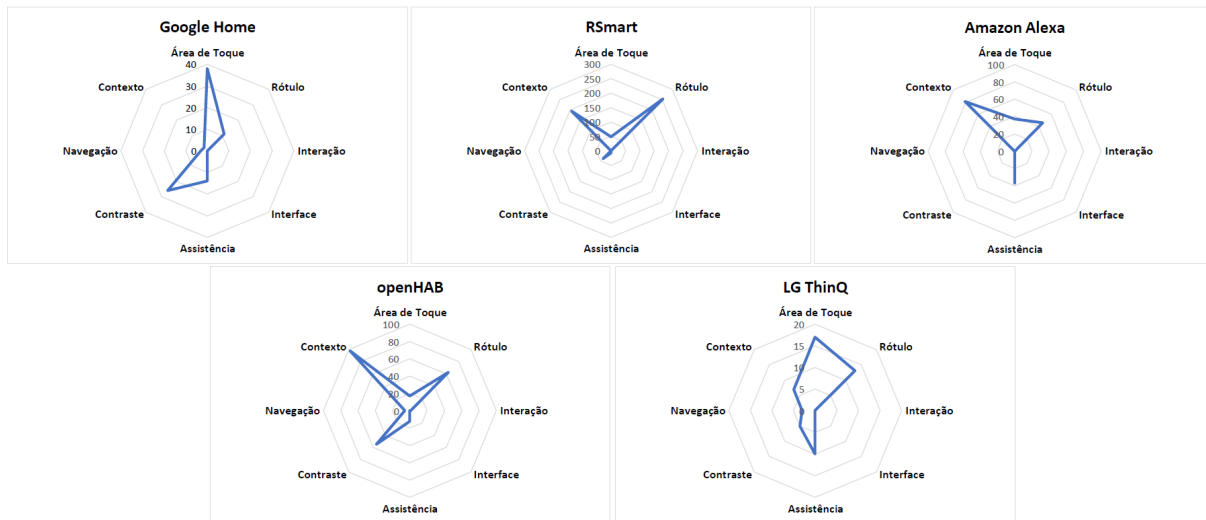 Google Home
Área de Toque
40
30
20
10
0
Rótulo
Interação
Interface
Assistência
Contraste
Navegação
Contexto
RSmart
Área de Toque
300
250
200
150
100
50
0
Rótulo
Interação
Interface
Assistência
Contraste
Navegação
Contexto
Amazon Alexa
Área de Toque
100
80
60
40
20
0
Rótulo
Interação
Interface
Assistência
Contraste
Navegação
Contexto
openHAB
Área de Toque
100
80
60
40
20
0
Rótulo
Interação
Interface
Assistência
Contraste
Navegação
Contexto
LG ThinQ
Área de Toque
20
15
10
5
0
Rótulo
Interação
Interface
Assistência
Contraste
Navegação
Contexto